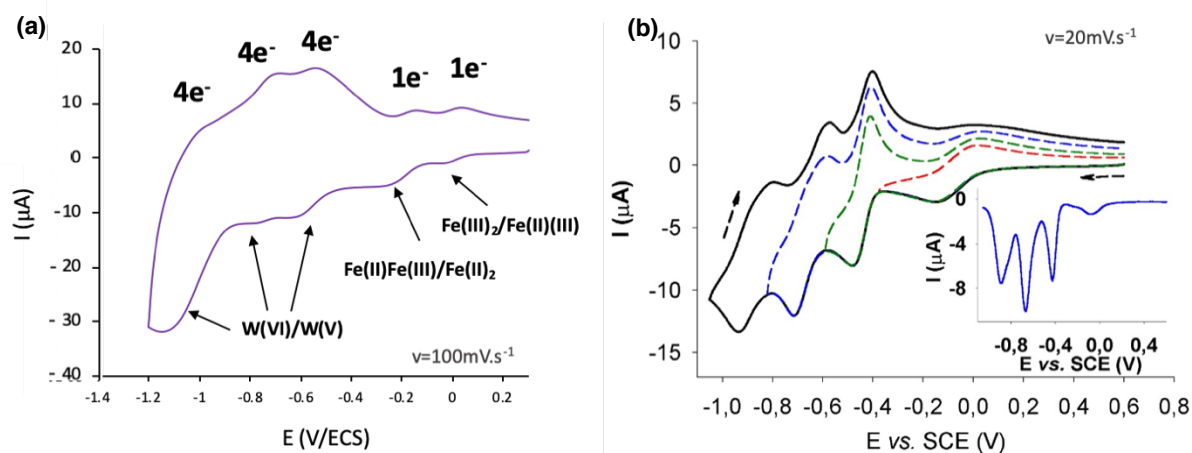 (a)
20
10
0
-10
- 20
- 30
- 40
-1.4
-1.2
-1
-0.8
-0.6
-0.4
-0.2
0
0.2
I (µA)
E (V/ECS)
4e-
4e-
4e-
1e-
1e-
Fe(III)2/Fe(II)(III)
Fe(II)Fe(III)/Fe(II)2
W(VI)/W(V)
v=100mV.s-1
(b)
v=20mV.s-1
10
5
0
-5
-10
-15
-1,0
-0,8
-0,6
-0,4
-0,2
0,0
0,2
0,4
0,6
0,8
I (µA)
E vs. SCE (V)
0
-4
-8
I (µA)
-0,8
-0,4
0,0
0,4
E vs. SCE (V)